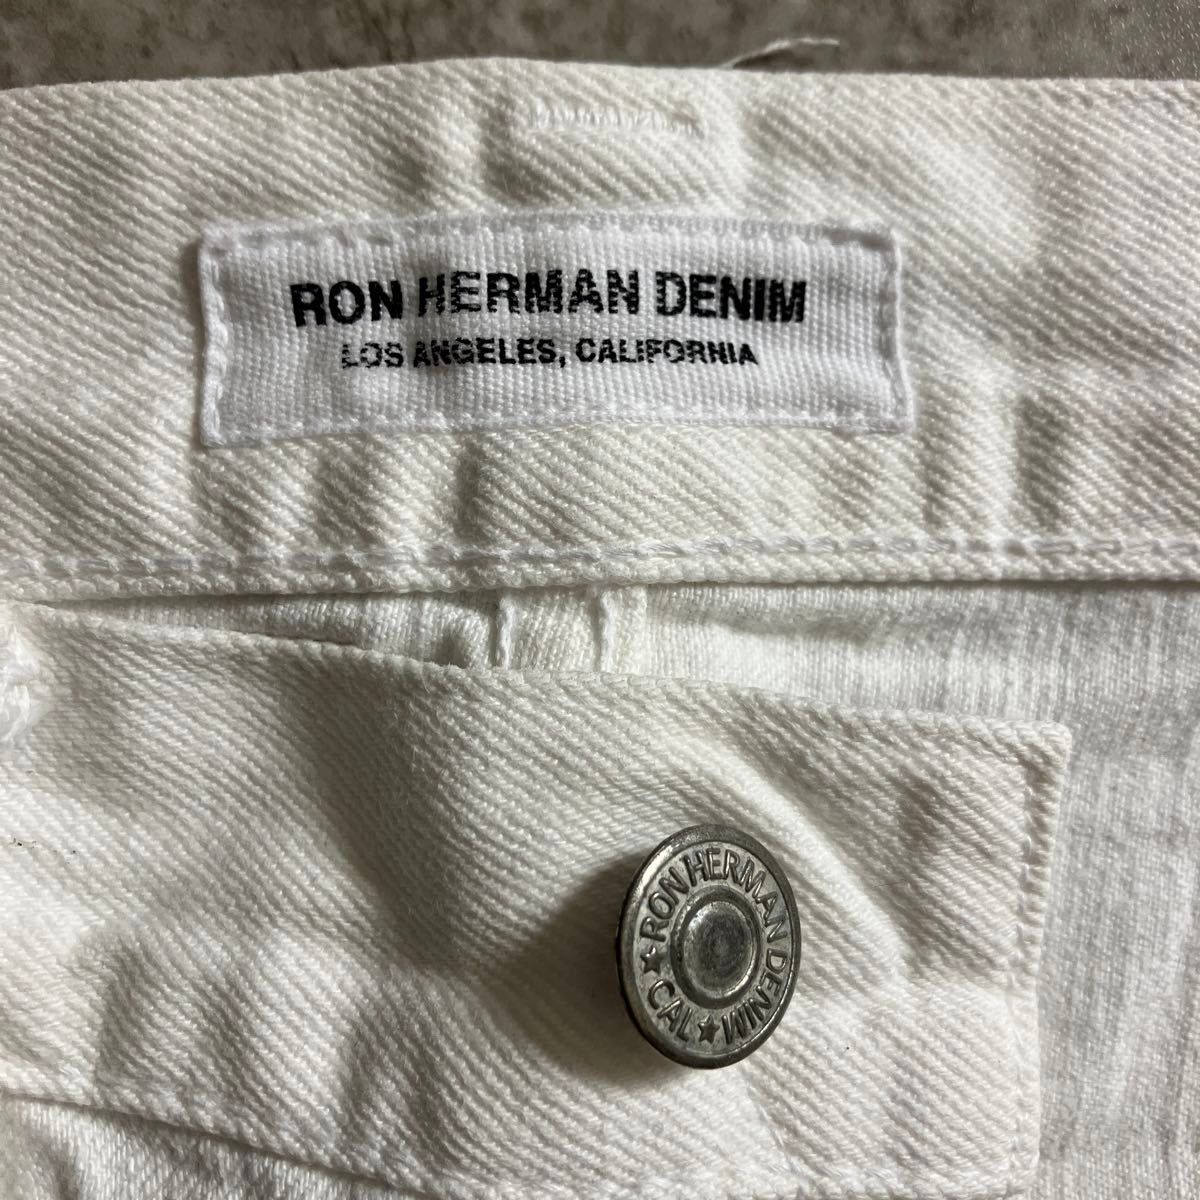 RON HERMAN DENIM
LOS ANGELES, CALIFORNIA
RON HERMAN DENIM ★ CAL ★